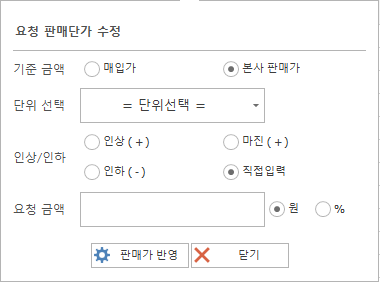 요청 판매단가 수정
기준 금액 매입가 본사 판매가
단위 선택 = 단위선택 =
인상(+) 마진(+)
인상/인하
인하(-) 직접입력
요청 금액 원 %
판매가 반영 닫기